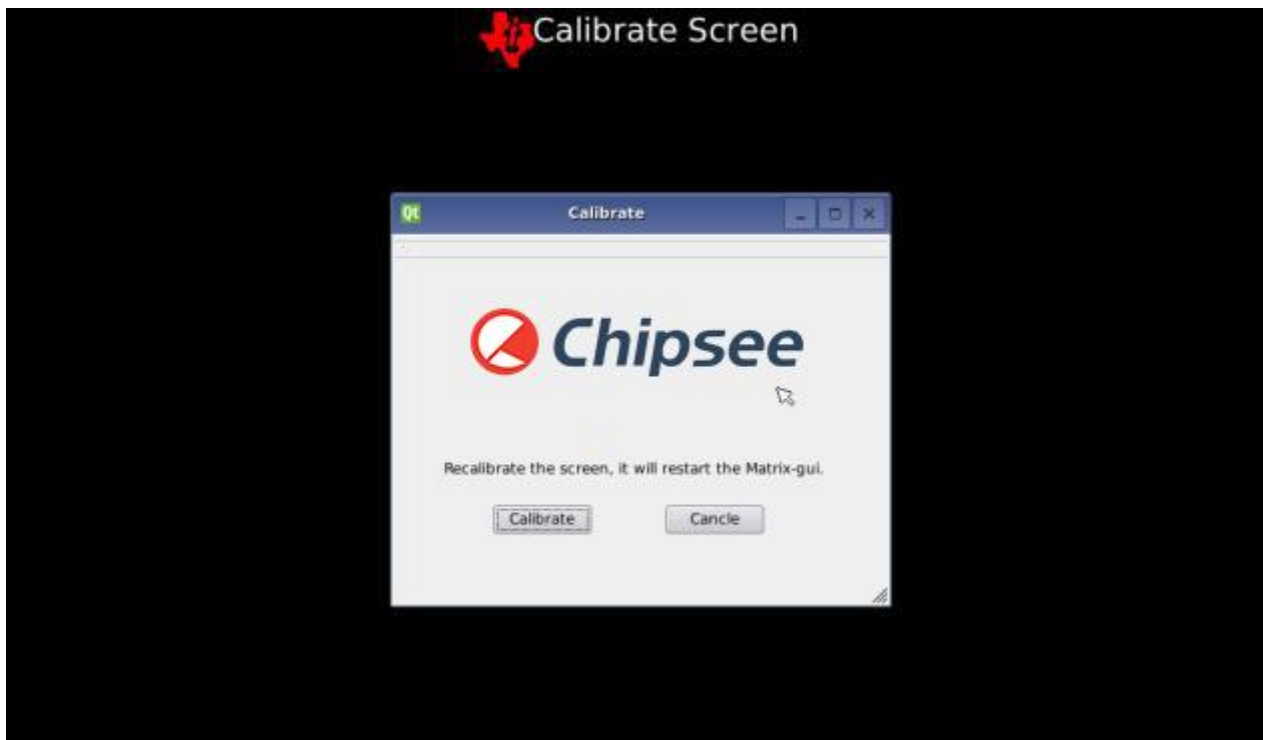 Calibrate Screen
Qt Calibrate
Chipsee
Recalibrate the screen, it will restart the Matrix-gui.
Calibrate Cancle